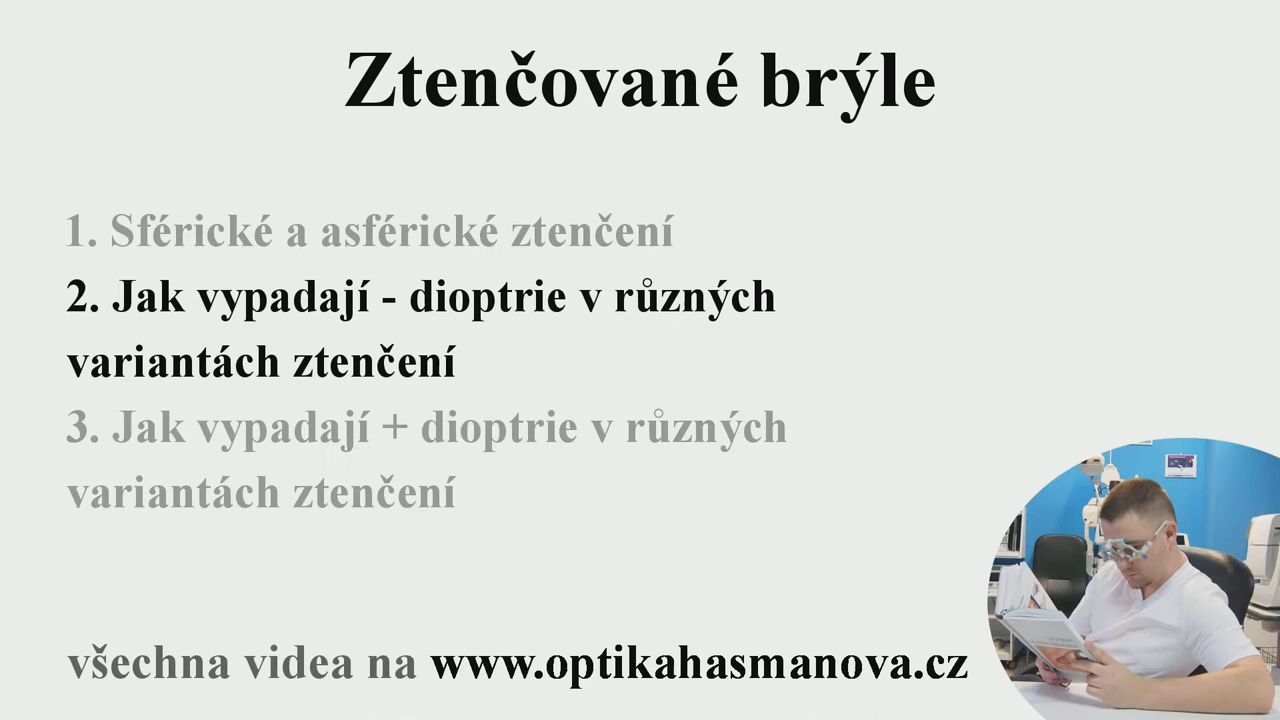 Ztenčované brýle
1. Sférické a asférické ztenčení
2. Jak vypadají - dioptrie v různých
variantách ztenčení
3. Jak vypadají + dioptrie v různých
variantách ztenčení
všechna videa na www.optikahasmanova.cz